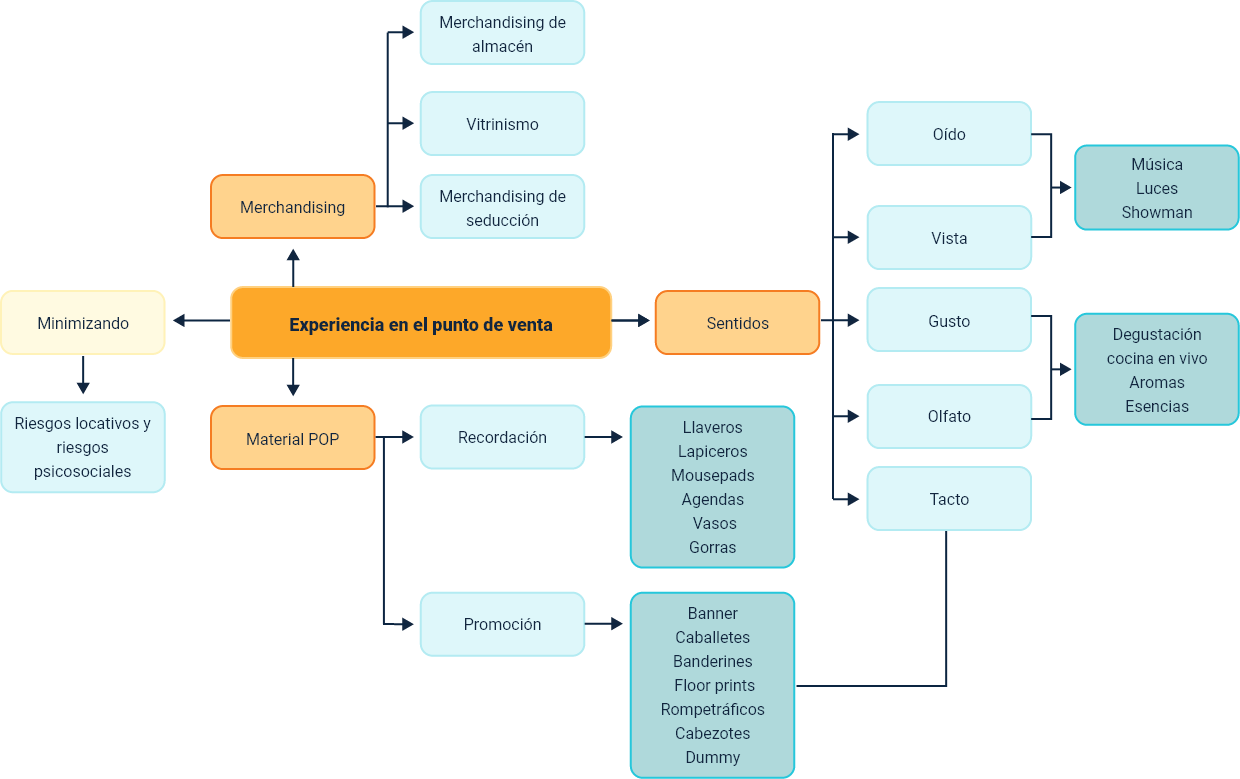 Merchandising de
almacén
Vitrinismo
Merchandising de
seducción
Merchandising
Minimizando
Riesgos locativos y
riesgos
psicosociales
Experiencia en el punto de venta
Material POP
Recordación
Llaveros
Lapiceros
Mousepads
Agendas
Vasos
Gorras
Promoción
Banner
Caballetes
Banderines
Floor prints
Rompetráficos
Cabezotes
Dummy
Sentidos
Oído
Vista
Música
Luces
Showman
Gusto
Olfato
Degustación
cocina en vivo
Aromas
Esencias
Tacto